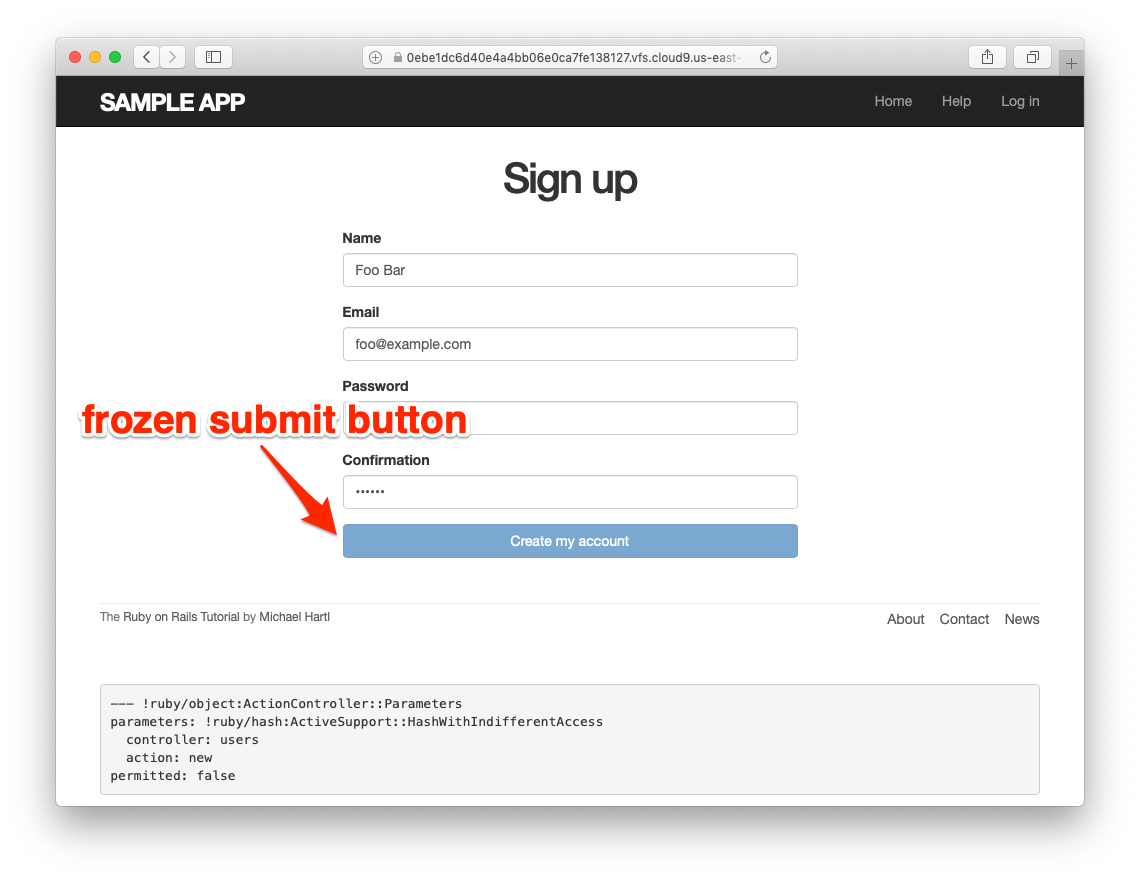 0ebe1dc6d40e4a4bb06e0ca7fe138127.vfs.cloud9.us-east-
SAMPLE APP
Home Help Log in
Sign up
Name
Foo Bar
Email
foo@example.com
Password
frozen submit button
Confirmation
••••••
Create my account
The Ruby on Rails Tutorial by Michael Hartl
About Contact News
--- !ruby/object:ActionController::Parameters
parameters: !ruby/hash:ActiveSupport::HashWithIndifferentAccess
  controller: users
  action: new
permitted: false